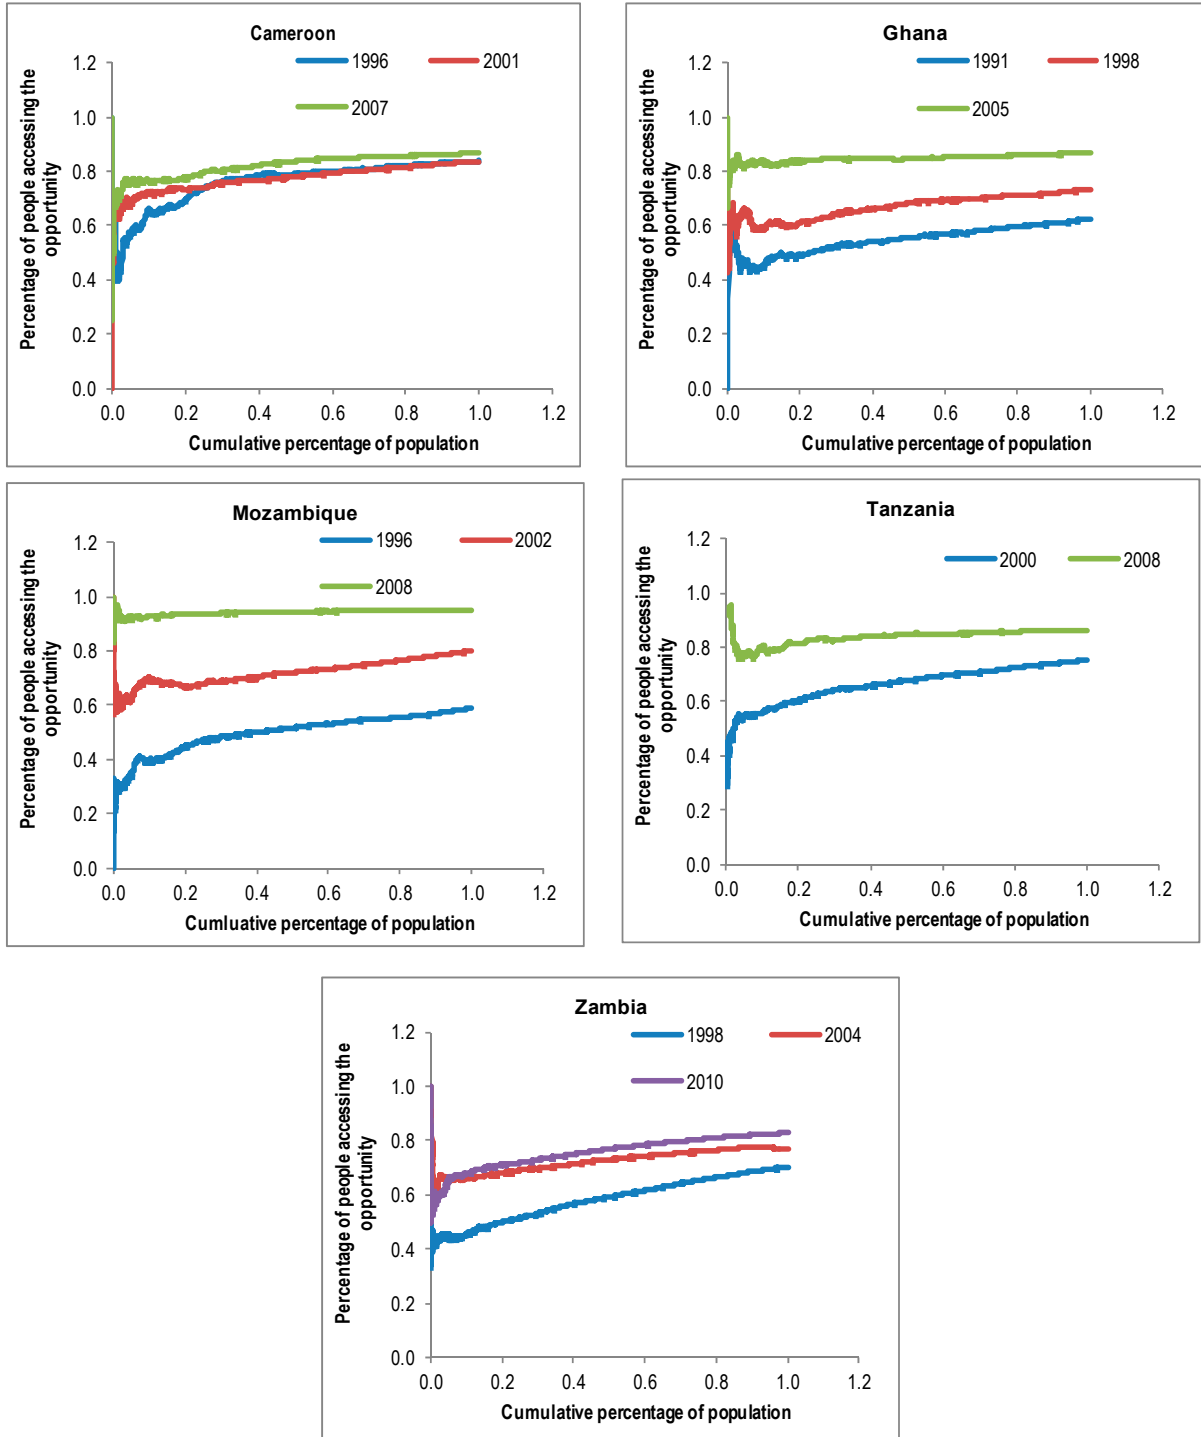 Cameroon
1996
2001
2007
Percentage of people accessing the
opportunity
1.2
1.0
0.8
0.6
0.4
0.2
0.0
0.0 0.2 0.4 0.6 0.8 1.0 1.2
Cumulative percentage of population
Ghana
1991
1998
2005
Percentage of people accessing the
opportunity
1.2
1.0
0.8
0.6
0.4
0.2
0.0
0.0 0.2 0.4 0.6 0.8 1.0 1.2
Cumulative percentage of population
Mozambique
1996
2002
2008
Percentage of people accessing the
opportunity
1.2
1.0
0.8
0.6
0.4
0.2
0.0
0.0 0.2 0.4 0.6 0.8 1.0 1.2
Cumluative percentage of population
Tanzania
2000
2008
Percentage of people accessing the
opportunity
1.2
1.0
0.8
0.6
0.4
0.2
0.0
0.0 0.2 0.4 0.6 0.8 1.0 1.2
Cumulative percentage of population
Zambia
1998
2004
2010
Percentage of people accessing the
opportunity
1.2
1.0
0.8
0.6
0.4
0.2
0.0
0.0 0.2 0.4 0.6 0.8 1.0 1.2
Cumulative percentage of population